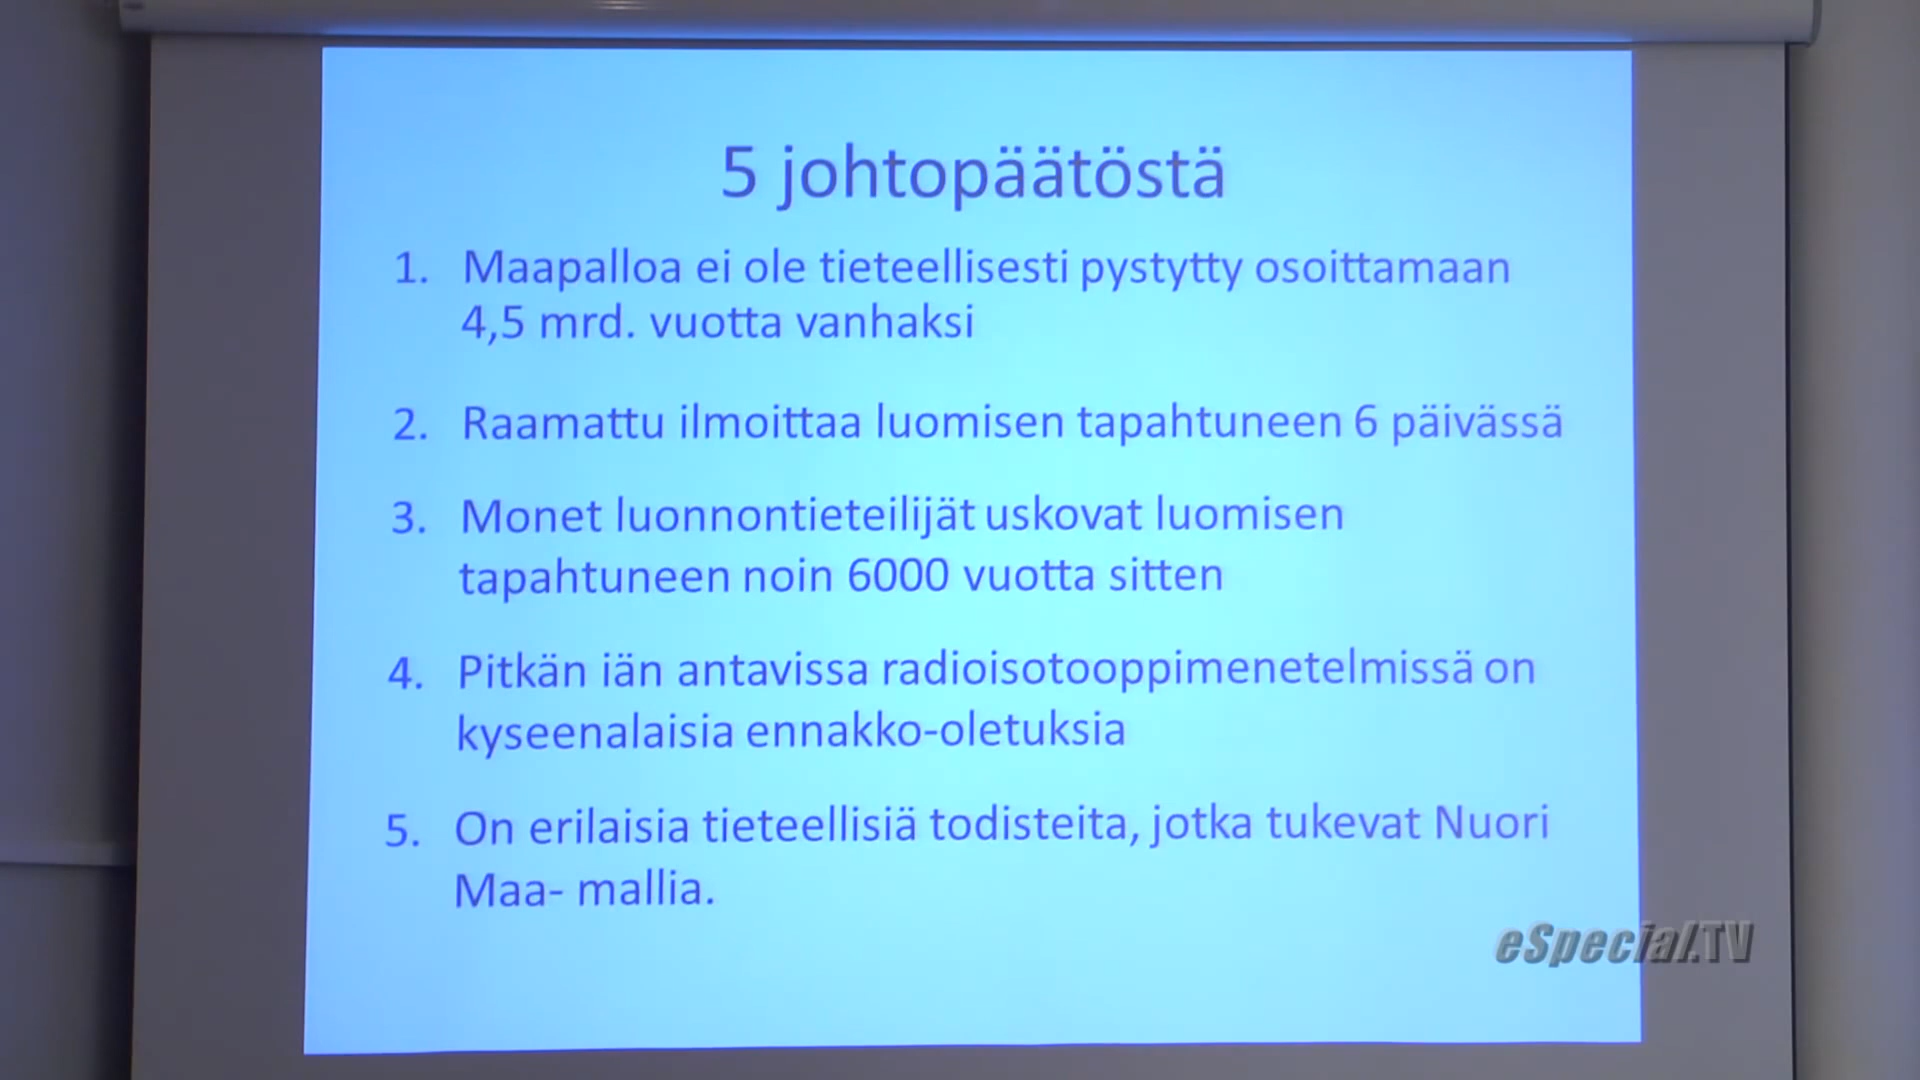 5 johtopäätöstä
1. Maapalloa ei ole tieteellisesti pystytty osoittamaan
4,5 mrd. vuotta vanhaksi
2. Raamattu ilmoittaa luomisen tapahtuneen 6 päivässä
3. Monet luonnontieteilijät uskovat luomisen
tapahtuneen noin 6000 vuotta sitten
4. Pitkän iän antavissa radioisotooppimenetelmissä on
kyseenalaisia ennakko-oletuksia
5. On erilaisia tieteellisiä todisteita, jotka tukevat Nuori
Maa- mallia.
eSpecial.TV